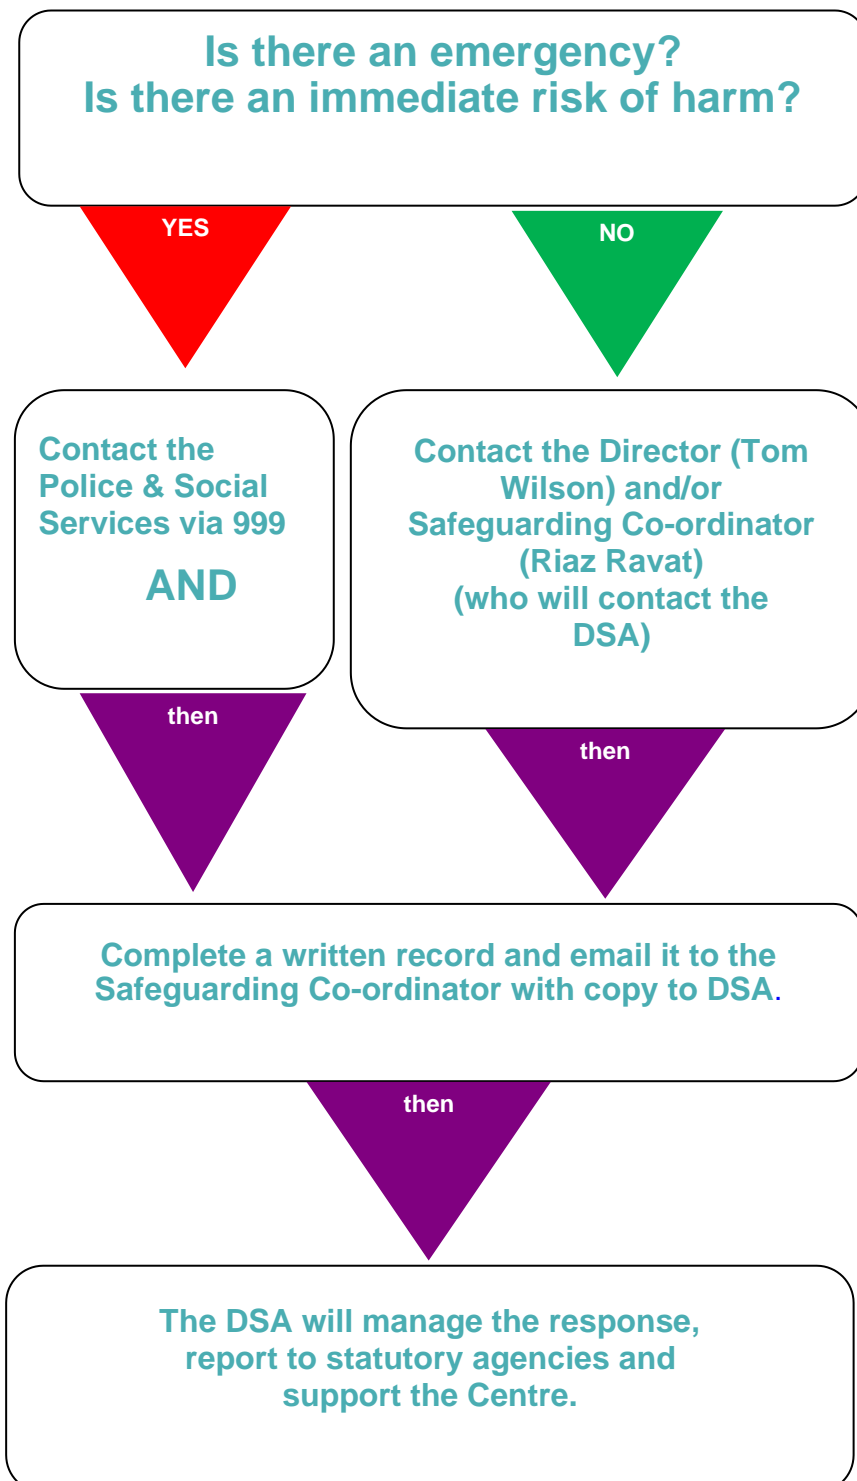 Is there an emergency?
Is there an immediate risk of harm?
YES
NO
Contact the
Police & Social
Services via 999
AND
Contact the Director (Tom
Wilson) and/or
Safeguarding Co-ordinator
(Riaz Ravat)
(who will contact the
DSA)
then
then
Complete a written record and email it to the
Safeguarding Co-ordinator with copy to DSA.
then
The DSA will manage the response,
report to statutory agencies and
support the Centre.